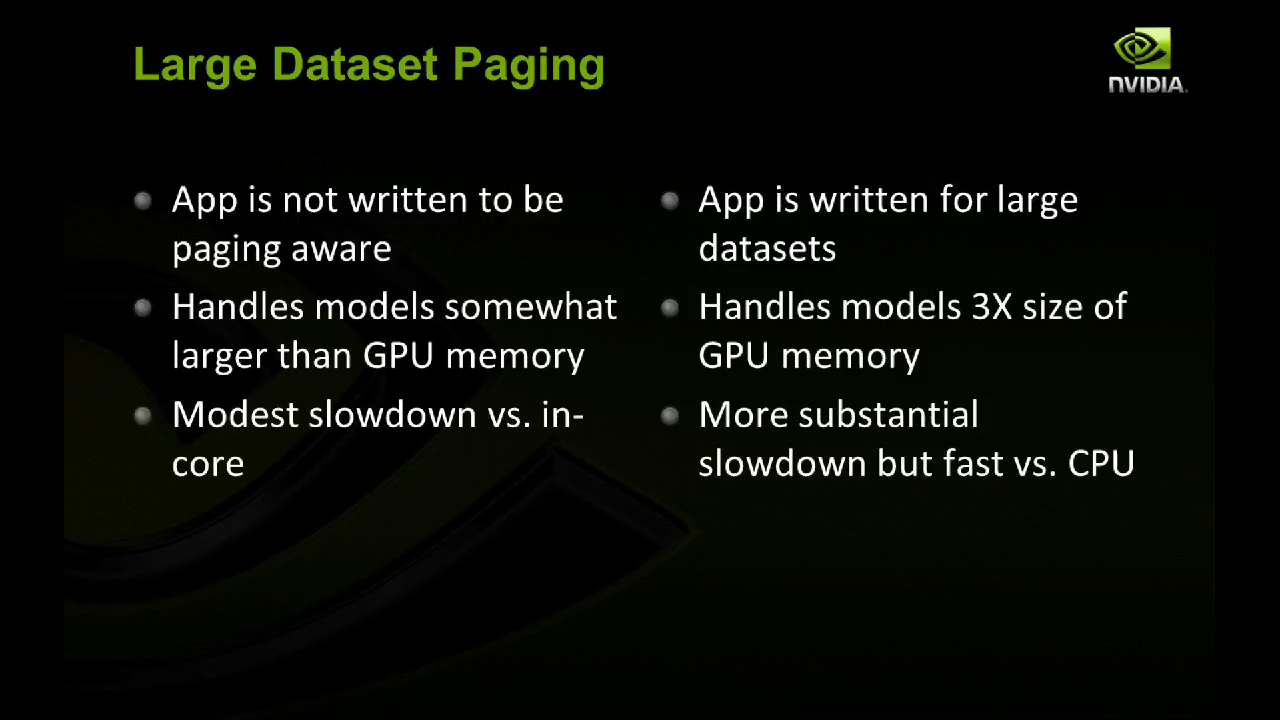 Large Dataset Paging
NVIDIA.
App is not written to be
paging aware
Handles models somewhat
larger than GPU memory
Modest slowdown vs. in-
core
App is written for large
datasets
Handles models 3X size of
GPU memory
More substantial
slowdown but fast vs. CPU